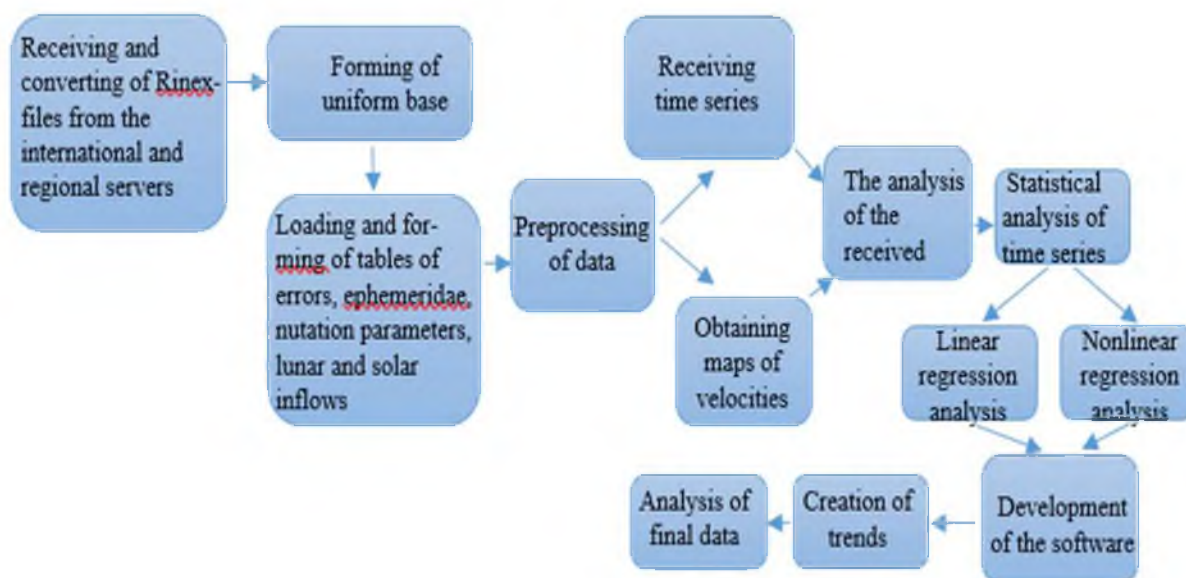 Receiving and
converting of Rinex-
files from the
international and
regional servers
Forming of
uniform base
Loading and for-
ming of tables of
errors, ephemeridae,
nutation parameters,
lunar and solar
inflows
Preprocessing
of data
Receiving
time series
Obtaining
maps of
velocities
The analysis
of the
received
Statistical
analysis of
time series
Linear
regression
analysis
Nonlinear
regression
analysis
Development
of the software
Creation of
trends
Analysis of
final data